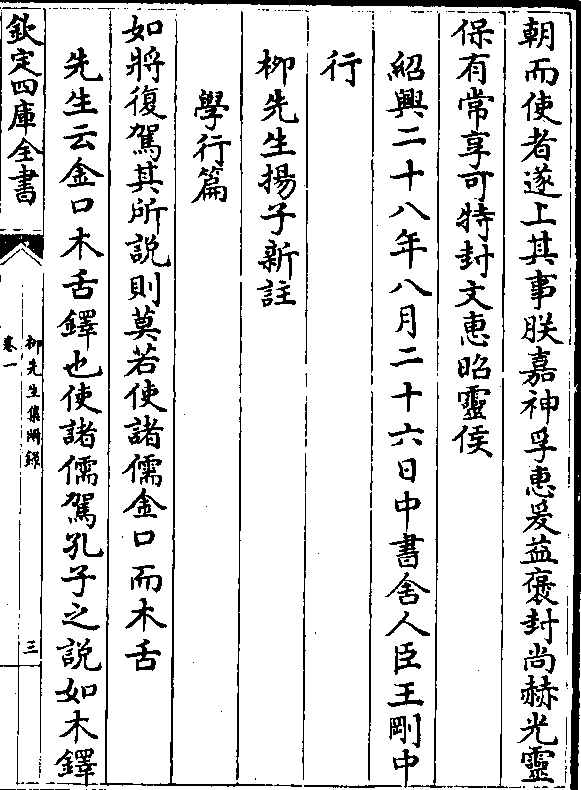 朝而使者遂上其事朕嘉神孚惠爰益褒封尚赫光靈
保有常享可特封文惠昭靈侯
紹興二十八年八月二十六日中書舍人臣王剛中
行
柳先生揚子新註
學行篇
如將復駕其所說則莫若使諸儒金口而木舌
先生云金口木舌鐸也使諸儒駕孔子之説如木鐸
欽定四庫全書
柳先生集附錄
卷一
三